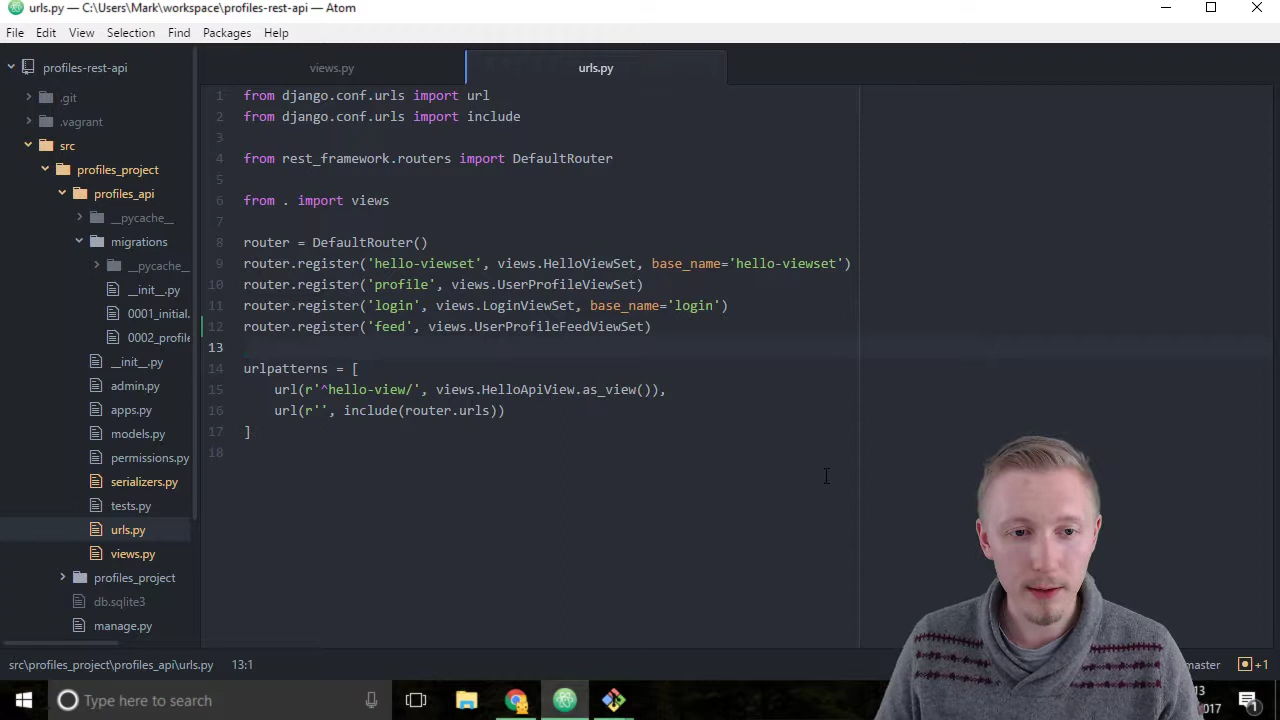 urls.py — C:\Users\Mark\workspace\profiles-rest-api — Atom
File Edit View Selection Find Packages Help
profiles-rest-api
.git
.vagrant
src
profiles_project
profiles_api
__pycache__
migrations
__pycache_
__init__.py
0001_initial.
0002_profile
__init__.py
admin.py
apps.py
models.py
permissions.py
serializers.py
tests.py
urls.py
views.py
profiles_project
db.sqlite3
manage.py
views.py
urls.py
1 from django.conf.urls import url
2 from django.conf.urls import include
3
4 from rest_framework.routers import DefaultRouter
5
6 from . import views
7
8 router = DefaultRouter()
9 router.register('hello-viewset', views.HelloViewSet, base_name='hello-viewset')
10 router.register('profile', views.UserProfileViewSet)
11 router.register('login', views.LoginViewSet, base_name='login')
12 router.register('feed', views.UserProfileFeedViewSet)
13
14 urlpatterns = [
15 url(r'^hello-view/', views.HelloApiView.as_view()),
16 url(r'', include(router.urls))
17 ]
18
src\profiles_project\profiles_api\urls.py 13:1
master +1
Type here to search
13
2017
1